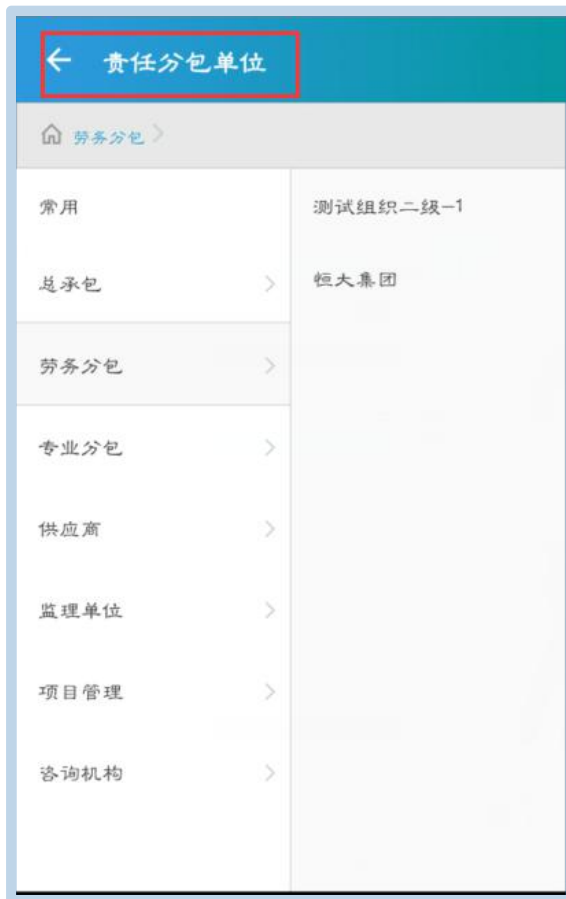 责任分包单位
劳务分包
常用
测试组织二级-1
总承包
恒大集团
劳务分包
专业分包
供应商
监理单位
项目管理
咨询机构